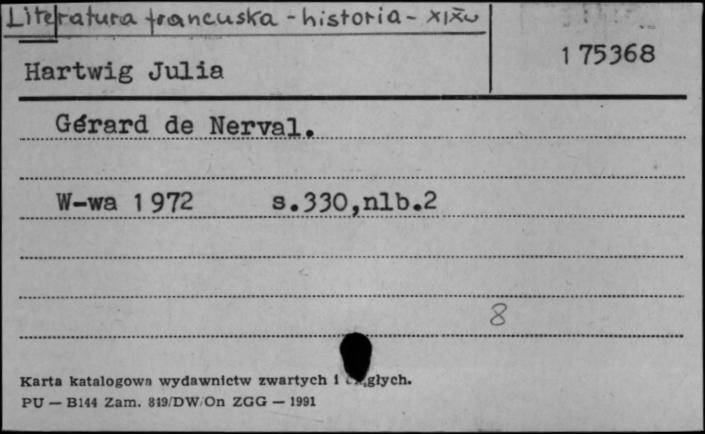 Literatura francuska - historia - XIXw
175368
Hartwig Julia
Gérard de Nerval.
W-wa 1972 s.330,nlb.2
8
Karta katalogowa wydawnictw zwartych i ciągłych.
PU — B144 Zam. 819/DW/On ZGG — 1991